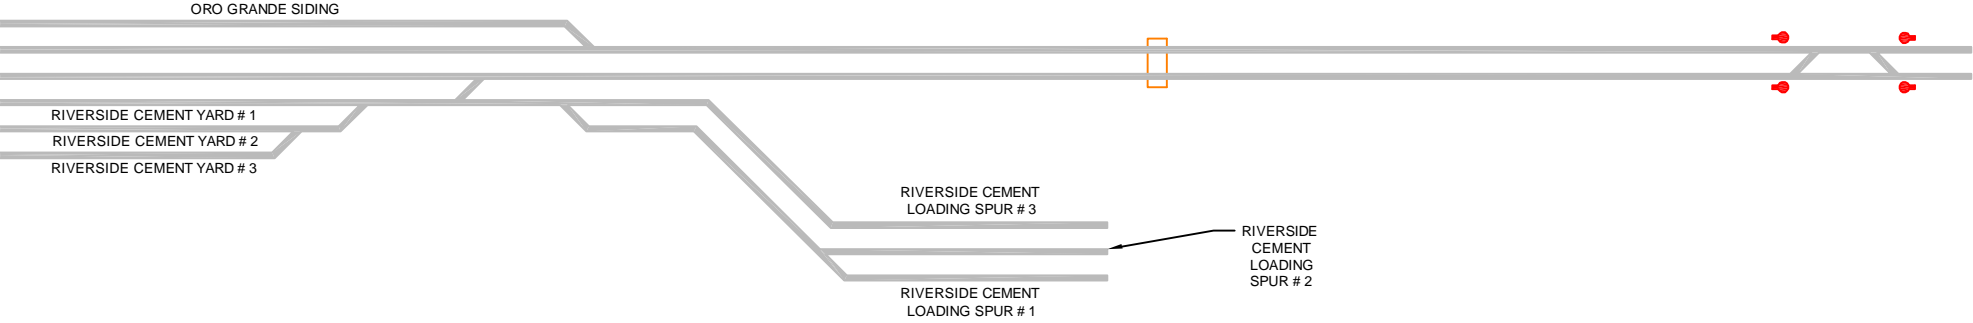 ORO GRANDE SIDING
RIVERSIDE CEMENT YARD # 1
RIVERSIDE CEMENT YARD # 2
RIVERSIDE CEMENT YARD # 3
RIVERSIDE CEMENT
LOADING SPUR # 3
RIVERSIDE
CEMENT
LOADING
SPUR # 2
RIVERSIDE CEMENT
LOADING SPUR # 1